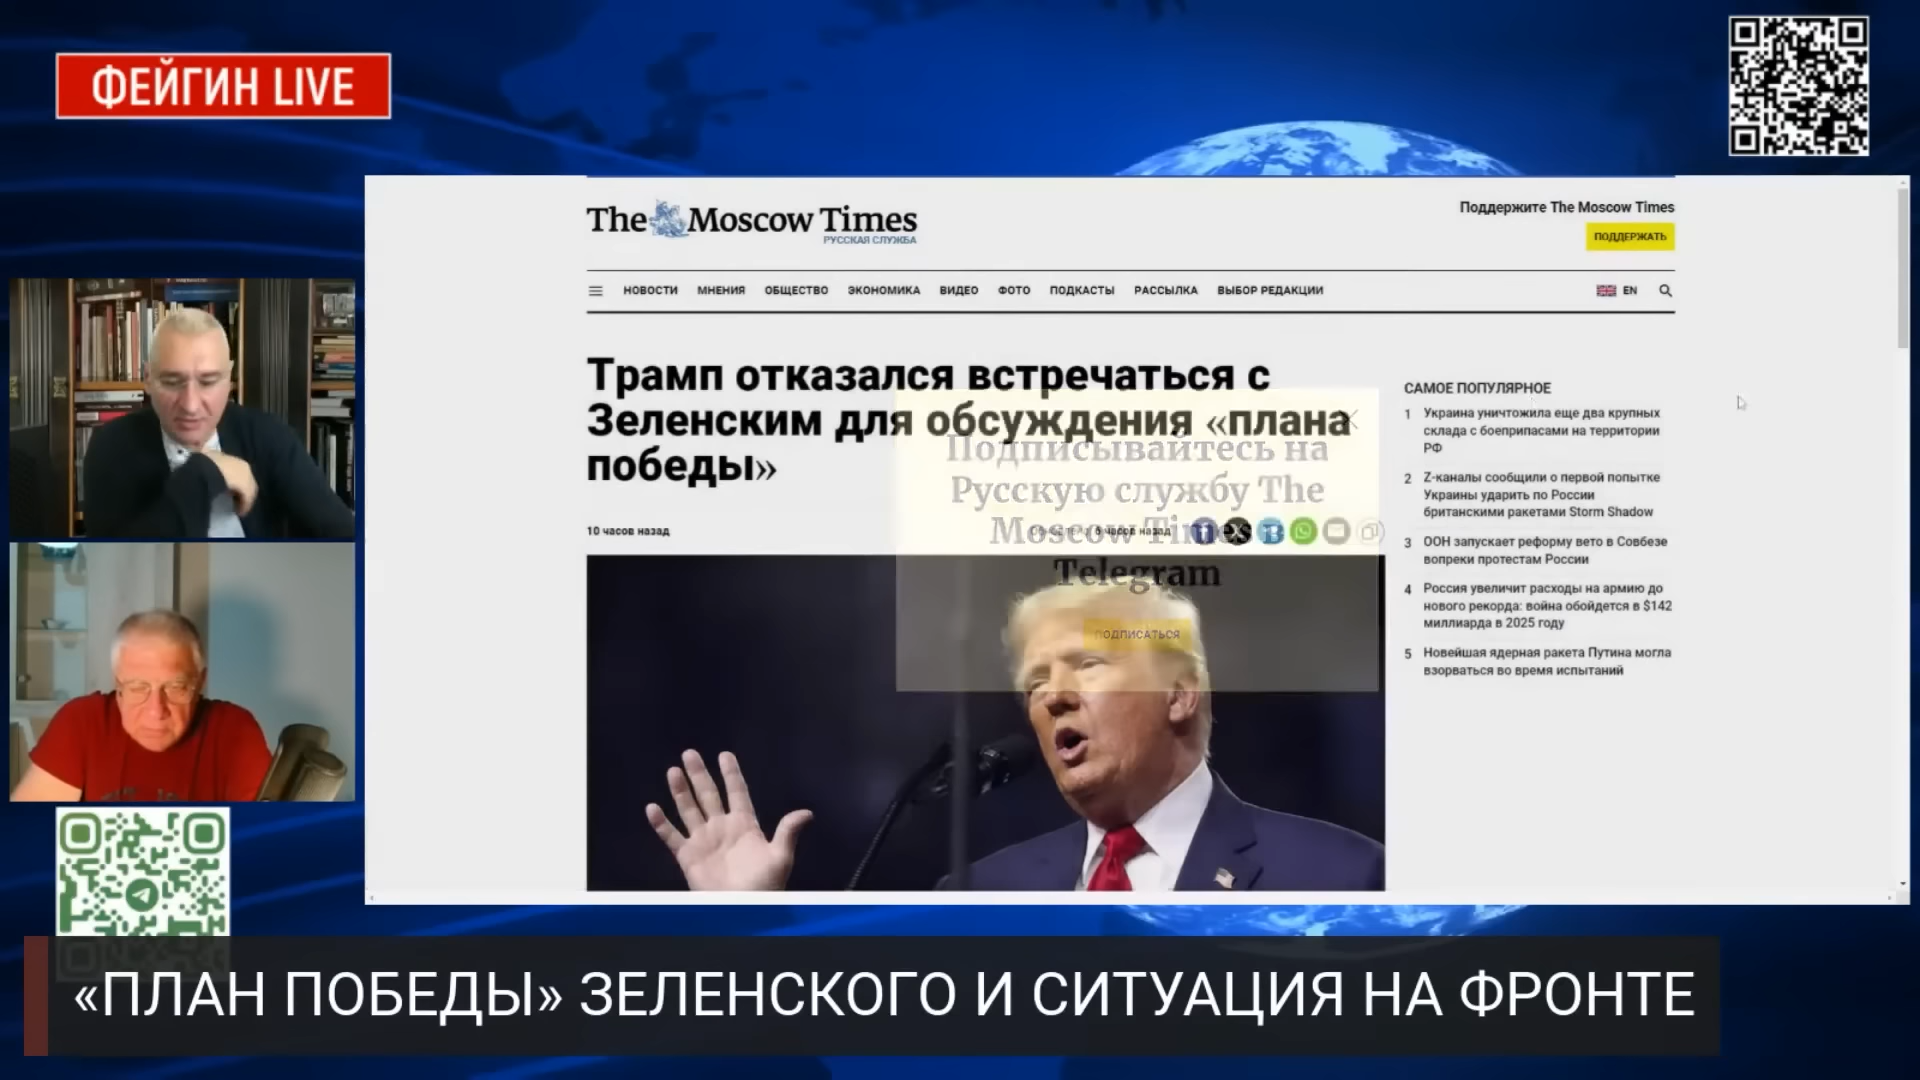 ФЕЙГИН LIVE
The Moscow Times
РУССКАЯ СЛУЖБА
Поддержите The Moscow Times
ПОДДЕРЖАТЬ
НОВОСТИ МНЕНИЯ ОБЩЕСТВО ЭКОНОМИКА ВИДЕО ФОТО ПОДКАСТЫ РАССЫЛКА ВЫБОР РЕДАКЦИИ
EN
Трамп отказался встречаться с
Зеленским для обсуждения «плана
победы»
10 часов назад
6 часов назад
Подписывайтесь на
Русскую службу The
Moscow Times в
Telegram
ПОДПИСАТЬСЯ
САМОЕ ПОПУЛЯРНОЕ
1 Украина уничтожила еще два крупных
склада с боеприпасами на территории
РФ
2 Z-каналы сообщили о первой попытке
Украины ударить по России
британскими ракетами Storm Shadow
3 ООН запускает реформу вето в Совбезе
вопреки протестам России
4 Россия увеличит расходы на армию до
нового рекорда: война обойдется в $142
миллиарда в 2025 году
5 Новейшая ядерная ракета Путина могла
взорваться во время испытаний
«ПЛАН ПОБЕДЫ» ЗЕЛЕНСКОГО И СИТУАЦИЯ НА ФРОНТЕ